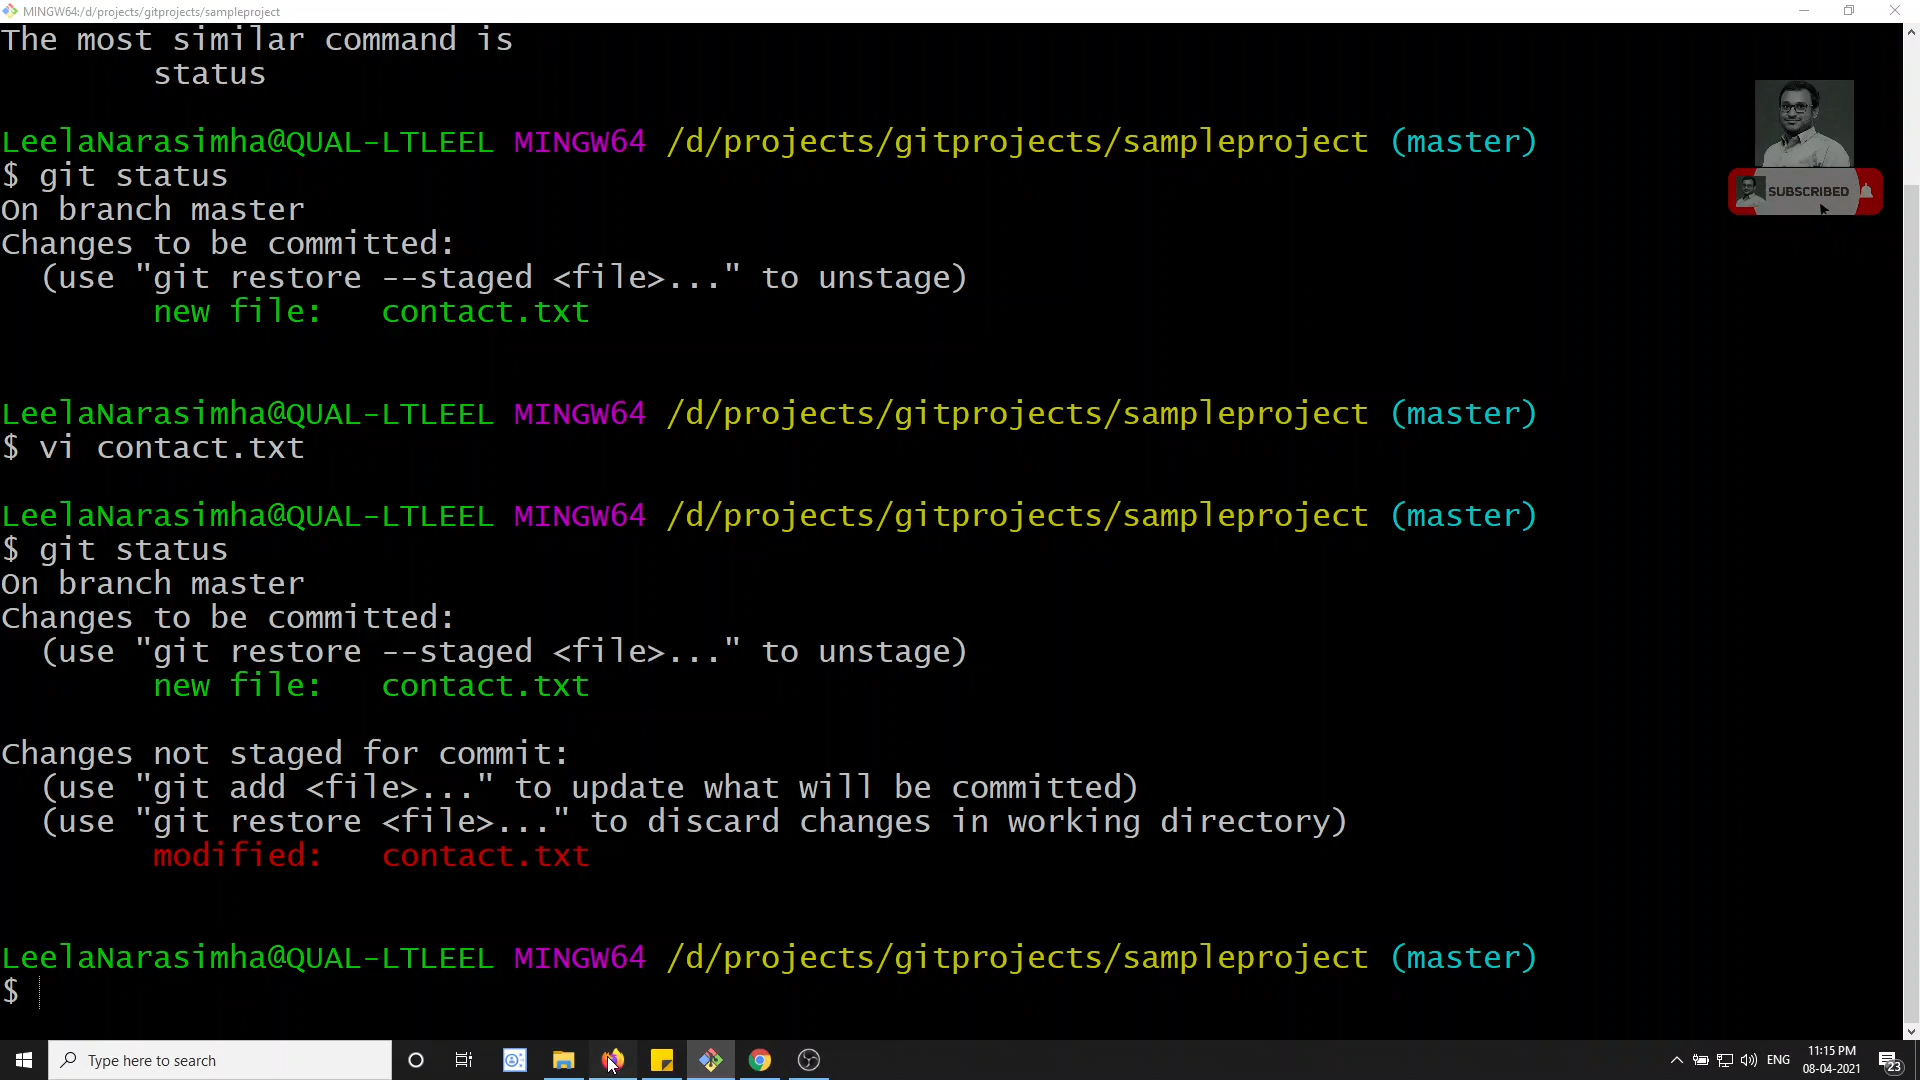 MINGW64:/d/projects/gitprojects/sampleproject
The most similar command is
status
LeelaNarasimha@QUAL-LTLEEL MINGW64 /d/projects/gitprojects/sampleproject (master)
$ git status
On branch master
Changes to be committed:
(use "git restore --staged <file>..." to unstage)
new file: contact.txt
LeelaNarasimha@QUAL-LTLEEL MINGW64 /d/projects/gitprojects/sampleproject (master)
$ vi contact.txt
LeelaNarasimha@QUAL-LTLEEL MINGW64 /d/projects/gitprojects/sampleproject (master)
$ git status
On branch master
Changes to be committed:
(use "git restore --staged <file>..." to unstage)
new file: contact.txt
Changes not staged for commit:
(use "git add <file>..." to update what will be committed)
(use "git restore <file>..." to discard changes in working directory)
modified: contact.txt
LeelaNarasimha@QUAL-LTLEEL MINGW64 /d/projects/gitprojects/sampleproject (master)
$
SUBSCRIBED
Type here to search
ENG
11:15 PM
08-04-2021
23